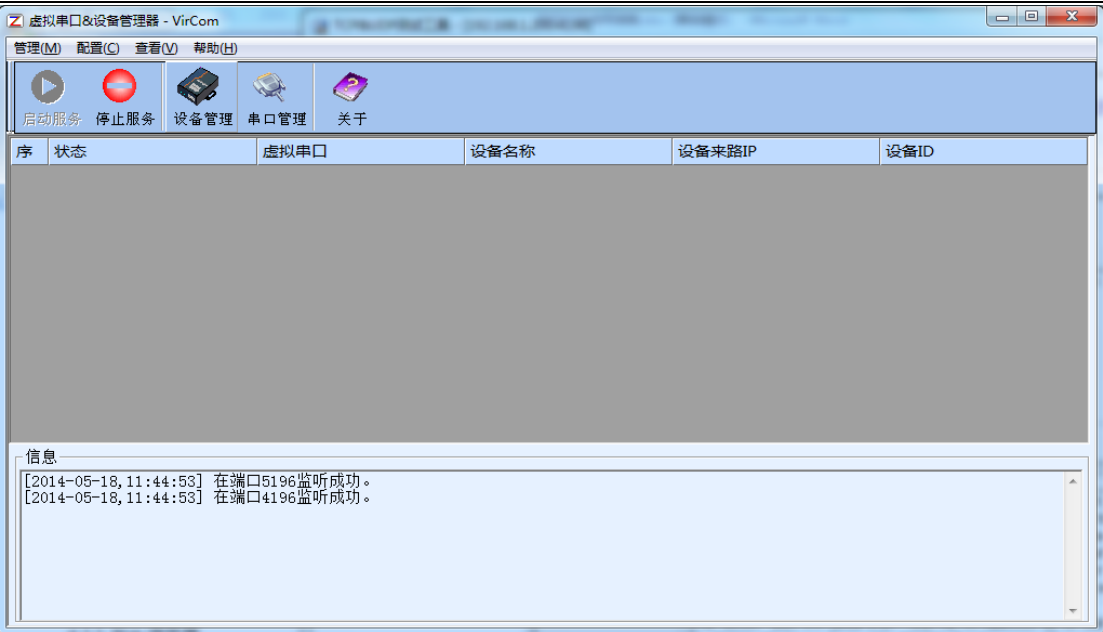 Z 虚拟串口&设备管理器 - VirCom
管理(M) 配置(C) 查看(V) 帮助(H)
启动服务 停止服务 设备管理 串口管理 关于
序 状态 虚拟串口 设备名称 设备来路IP 设备ID
信息
[2014-05-18,11:44:53] 在端口5196监听成功。
[2014-05-18,11:44:53] 在端口4196监听成功。